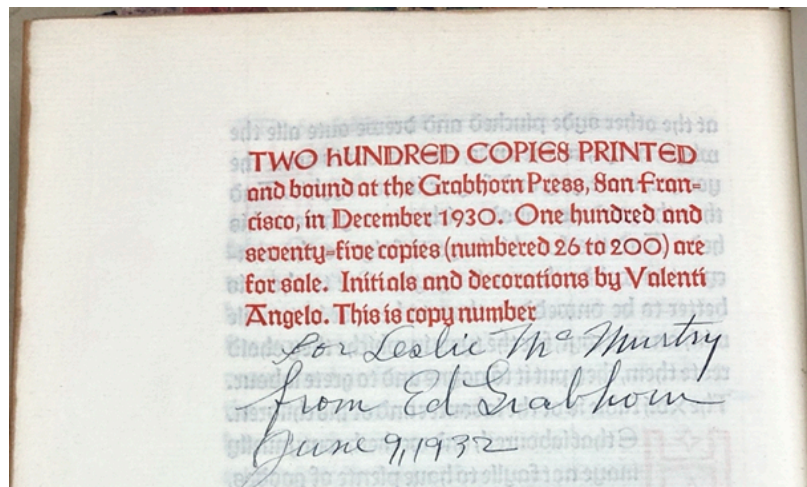 TWO HUNDRED COPIES PRINTED
and bound at the Grabhorn Press, San Fran=
cisco, in December 1930. One hundred and
seventy=five copies (numbered 26 to 200) are
for sale. Initials and decorations by Valenti
Angelo. This is copy number
for Leslie Mc Murtry
from Ed Grabhorn
June 9, 1932